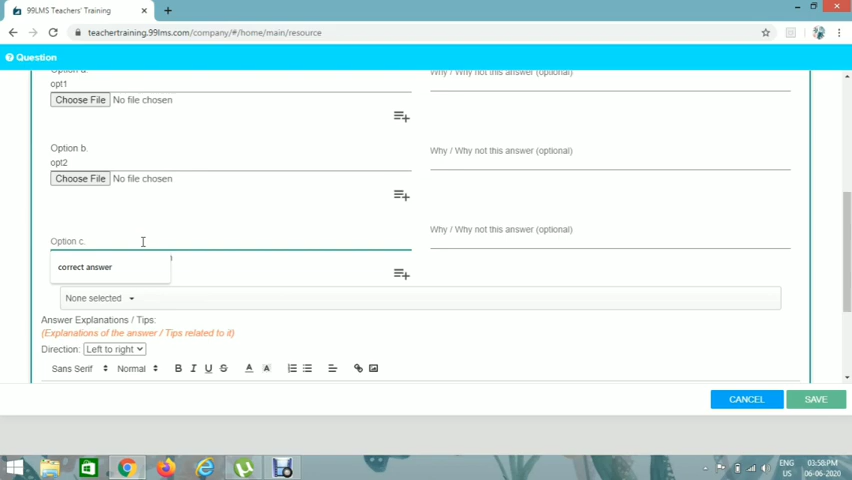 99LMS Teachers' Training
teachertraining.99lms.com/company/#/home/main/resource
Question
Option a.
Why / Why not this answer (optional)
opt1
Choose File No file chosen
Option b.
Why / Why not this answer (optional)
opt2
Choose File No file chosen
Why / Why not this answer (optional)
Option c.
correct answer
None selected
Answer Explanations / Tips:
(Explanations of the answer / Tips related to it)
Direction: Left to right
Sans Serif Normal B I U S A A
CANCEL SAVE
ENG 03:58 PM
US 06-06-2020